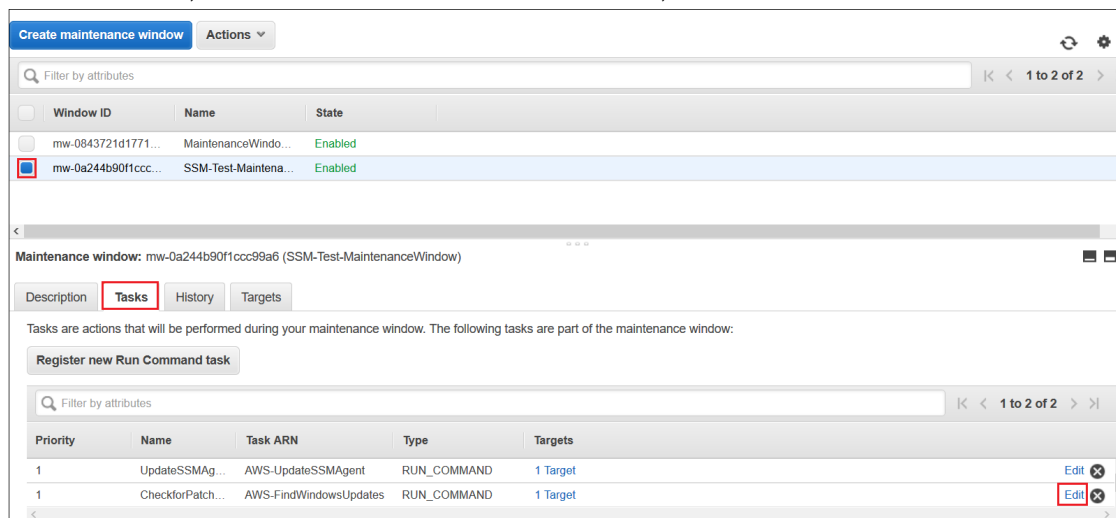 Create maintenance window Actions
Filter by attributes 1 to 2 of 2
Window ID Name State
mw-0843721d1771... MaintenanceWindo... Enabled
mw-0a244b90f1ccc... SSM-Test-Maintena... Enabled
Maintenance window: mw-0a244b90f1ccc99a6 (SSM-Test-MaintenanceWindow)
Description Tasks History Targets
Tasks are actions that will be performed during your maintenance window. The following tasks are part of the maintenance window:
Register new Run Command task
Filter by attributes 1 to 2 of 2
Priority Name Task ARN Type Targets
1 UpdateSSMAg... AWS-UpdateSSMAgent RUN_COMMAND 1 Target Edit
1 CheckforPatch... AWS-FindWindowsUpdates RUN_COMMAND 1 Target Edit